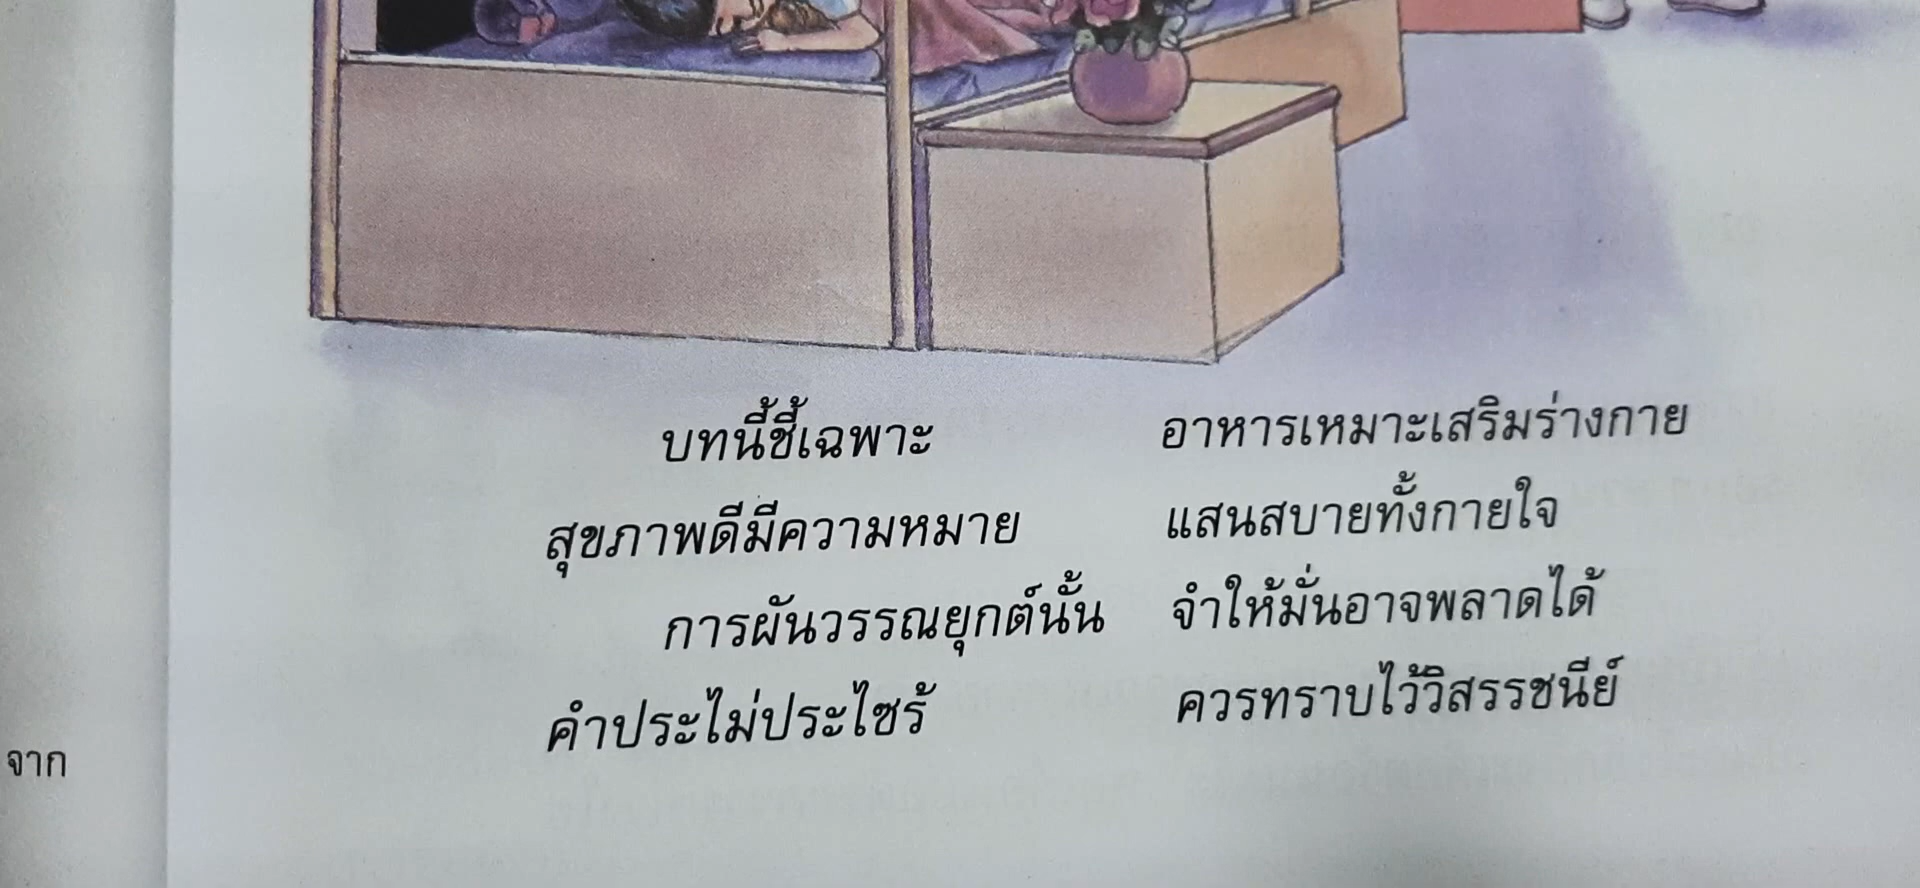 บทนี้ชี้เฉพาะ อาหารเหมาะเสริมร่างกาย
สุขภาพดีมีความหมาย แสนสบายทั้งกายใจ
การผันวรรณยุกต์นั้น จำให้มั่นอาจพลาดได้
คำประไม่ประไซร้ ควรทราบไว้วิสรรชนีย์
จาก